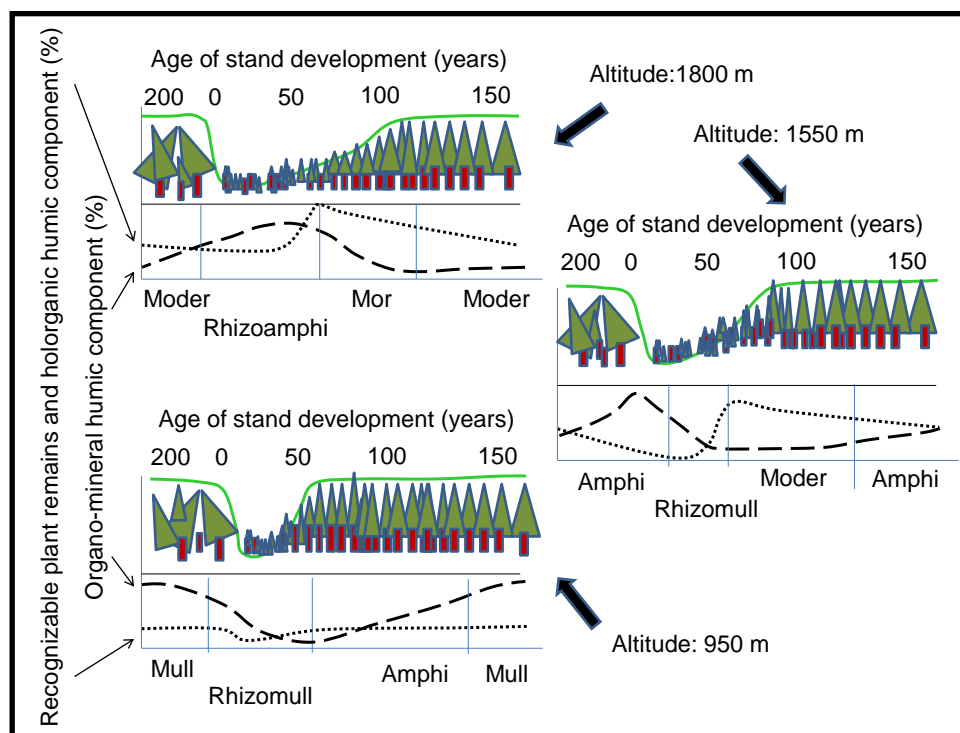 Recognizable plant remains and holorganic humic component (%)
Organo-mineral humic component (%)
Age of stand development (years)
200 0 50 100 150
Moder Mor Moder
Rhizoamphi
Altitude:1800 m
Altitude: 1550 m
Age of stand development (years)
200 0 50 100 150
Amphi Moder Amphi
Rhizomull
Age of stand development (years)
200 0 50 100 150
Mull Amphi Mull
Rhizomull
Altitude: 950 m